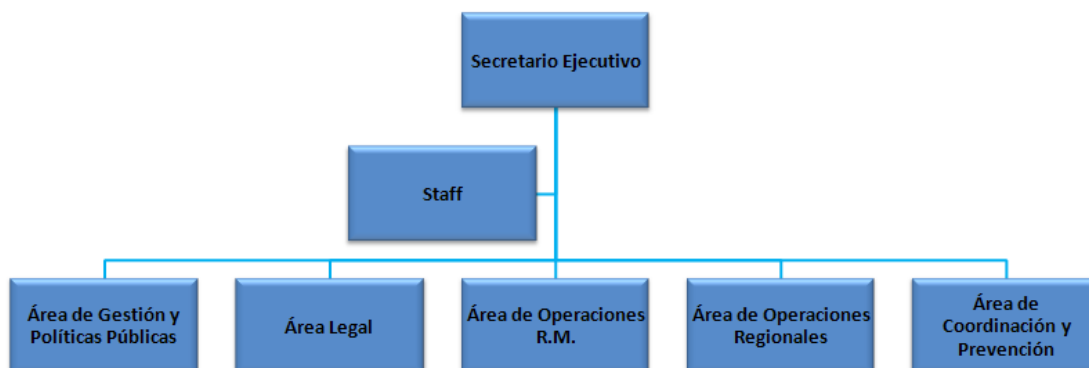 Secretario Ejecutivo
Staff
Área de Gestión y
Políticas Públicas
Área Legal
Área de Operaciones
R.M.
Área de Operaciones
Regionales
Área de
Coordinación y
Prevención